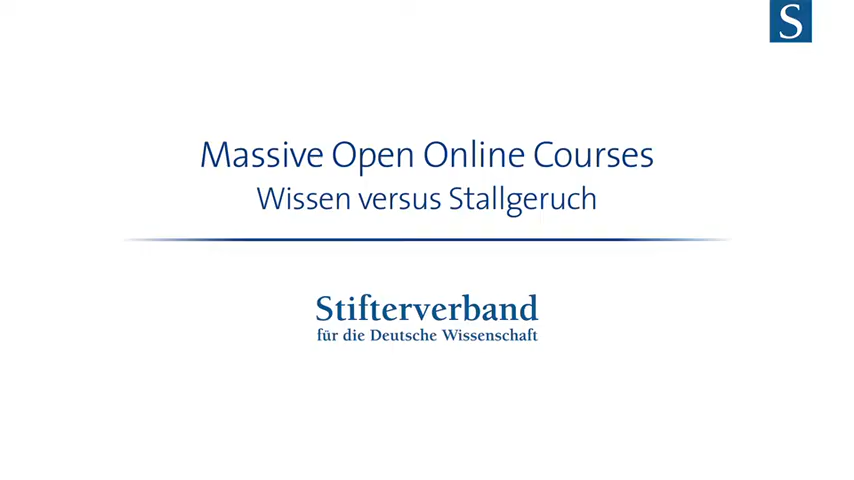 S
Massive Open Online Courses
Wissen versus Stallgeruch
Stifterverband
für die Deutsche Wissenschaft